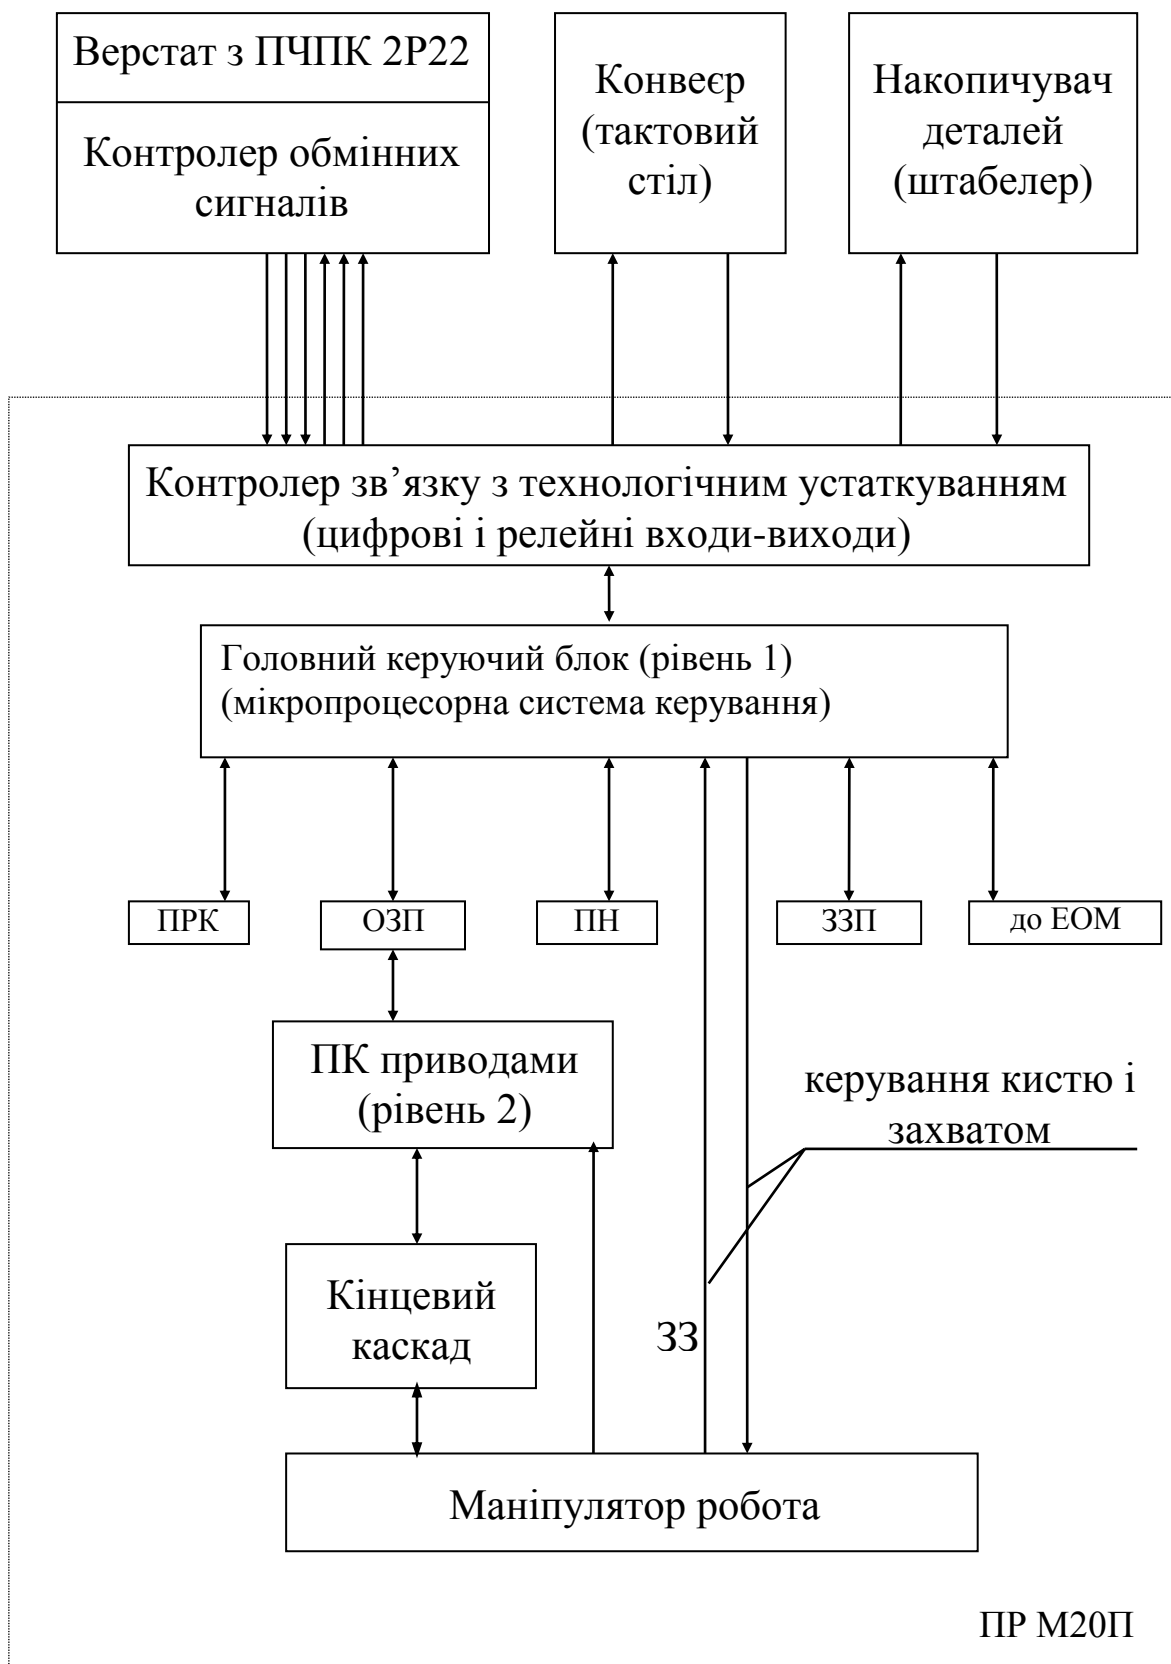 Верстат з ПЧПК 2Р22
Контролер обмінних
сигналів
Конвеєр
(тактовий
стіл)
Накопичувач
деталей
(штабелер)
Контролер зв’язку з технологічним устаткуванням
(цифрові і релейні входи-виходи)
Головний керуючий блок (рівень 1)
(мікропроцесорна система керування)
ПРК
ОЗП
ПН
ЗЗП
до ЕОМ
ПК приводами
(рівень 2)
керування кистю і
захватом
Кінцевий
каскад
ЗЗ
Маніпулятор робота
ПР М20П